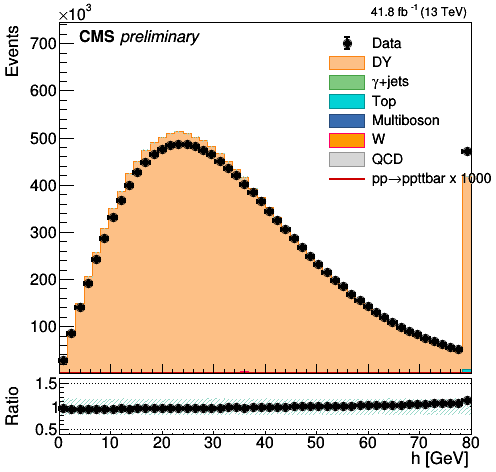 ×10³
41.8 fb⁻¹ (13 TeV)
CMS preliminary
Events
700
600
500
400
300
200
100
Data
DY
γ+jets
Top
Multiboson
W
QCD
pp→ppttbar x 1000
Ratio
1.5
1
0.5
0 10 20 30 40 50 60 70 80
h [GeV]